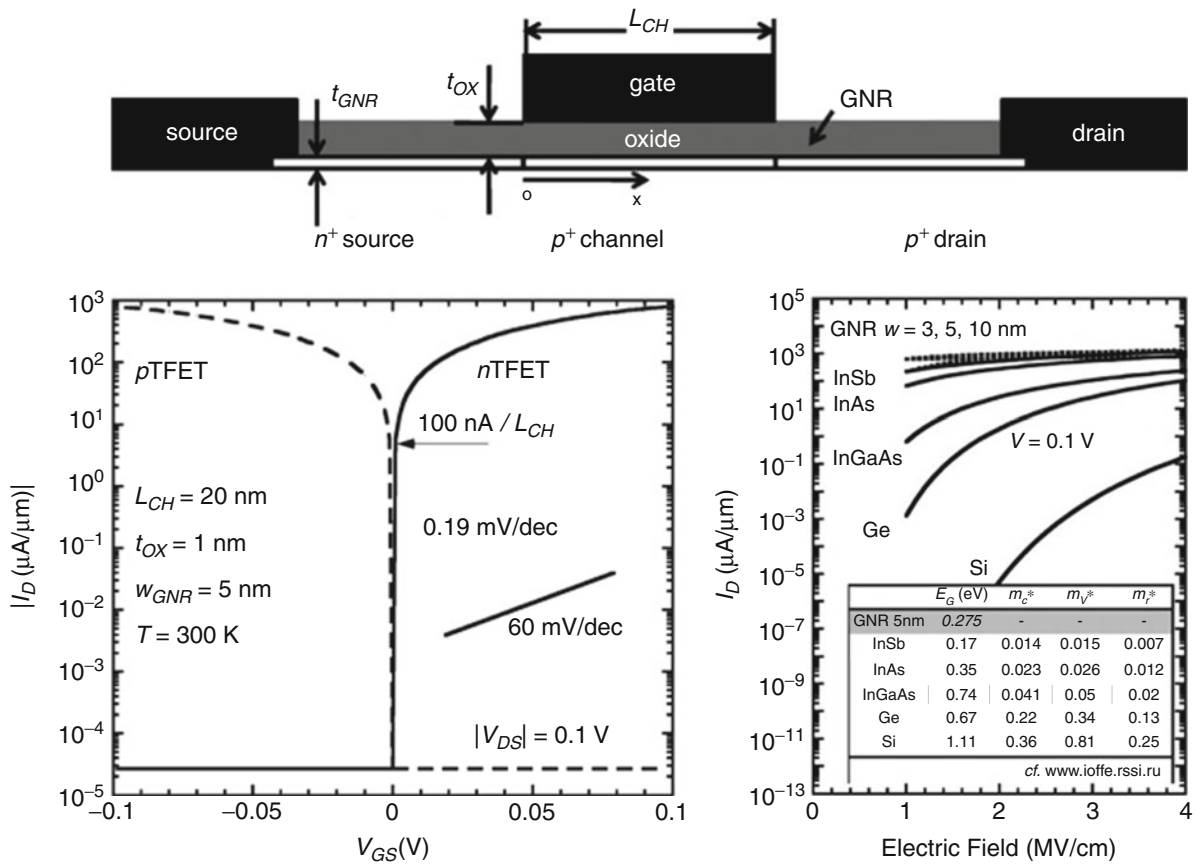 L_CH
t_GNR
t_OX
gate
GNR
source
oxide
drain
o
x
n+ source
p+ channel
p+ drain
10^3
10^2
10^1
10^0
10^-1
10^-2
10^-3
10^-4
10^-5
|I_D (μA/μm)|
pTFET
nTFET
100 nA / L_CH
L_CH = 20 nm
t_OX = 1 nm
w_GNR = 5 nm
T = 300 K
0.19 mV/dec
60 mV/dec
|V_DS| = 0.1 V
–0.1
–0.05
0
0.05
0.1
V_GS(V)
10^5
10^3
10^1
10^-1
10^-3
10^-5
10^-7
10^-9
10^-11
10^-13
I_D (μA/μm)
GNR w = 3, 5, 10 nm
InSb
InAs
V = 0.1 V
InGaAs
Ge
Si
E_G (eV) m_c* m_V* m_r*
GNR 5nm 0.275 - - -
InSb 0.17 0.014 0.015 0.007
InAs 0.35 0.023 0.026 0.012
InGaAs 0.74 0.041 0.05 0.02
Ge 0.67 0.22 0.34 0.13
Si 1.11 0.36 0.81 0.25
cf. www.ioffe.rssi.ru
0
1
2
3
4
Electric Field (MV/cm)